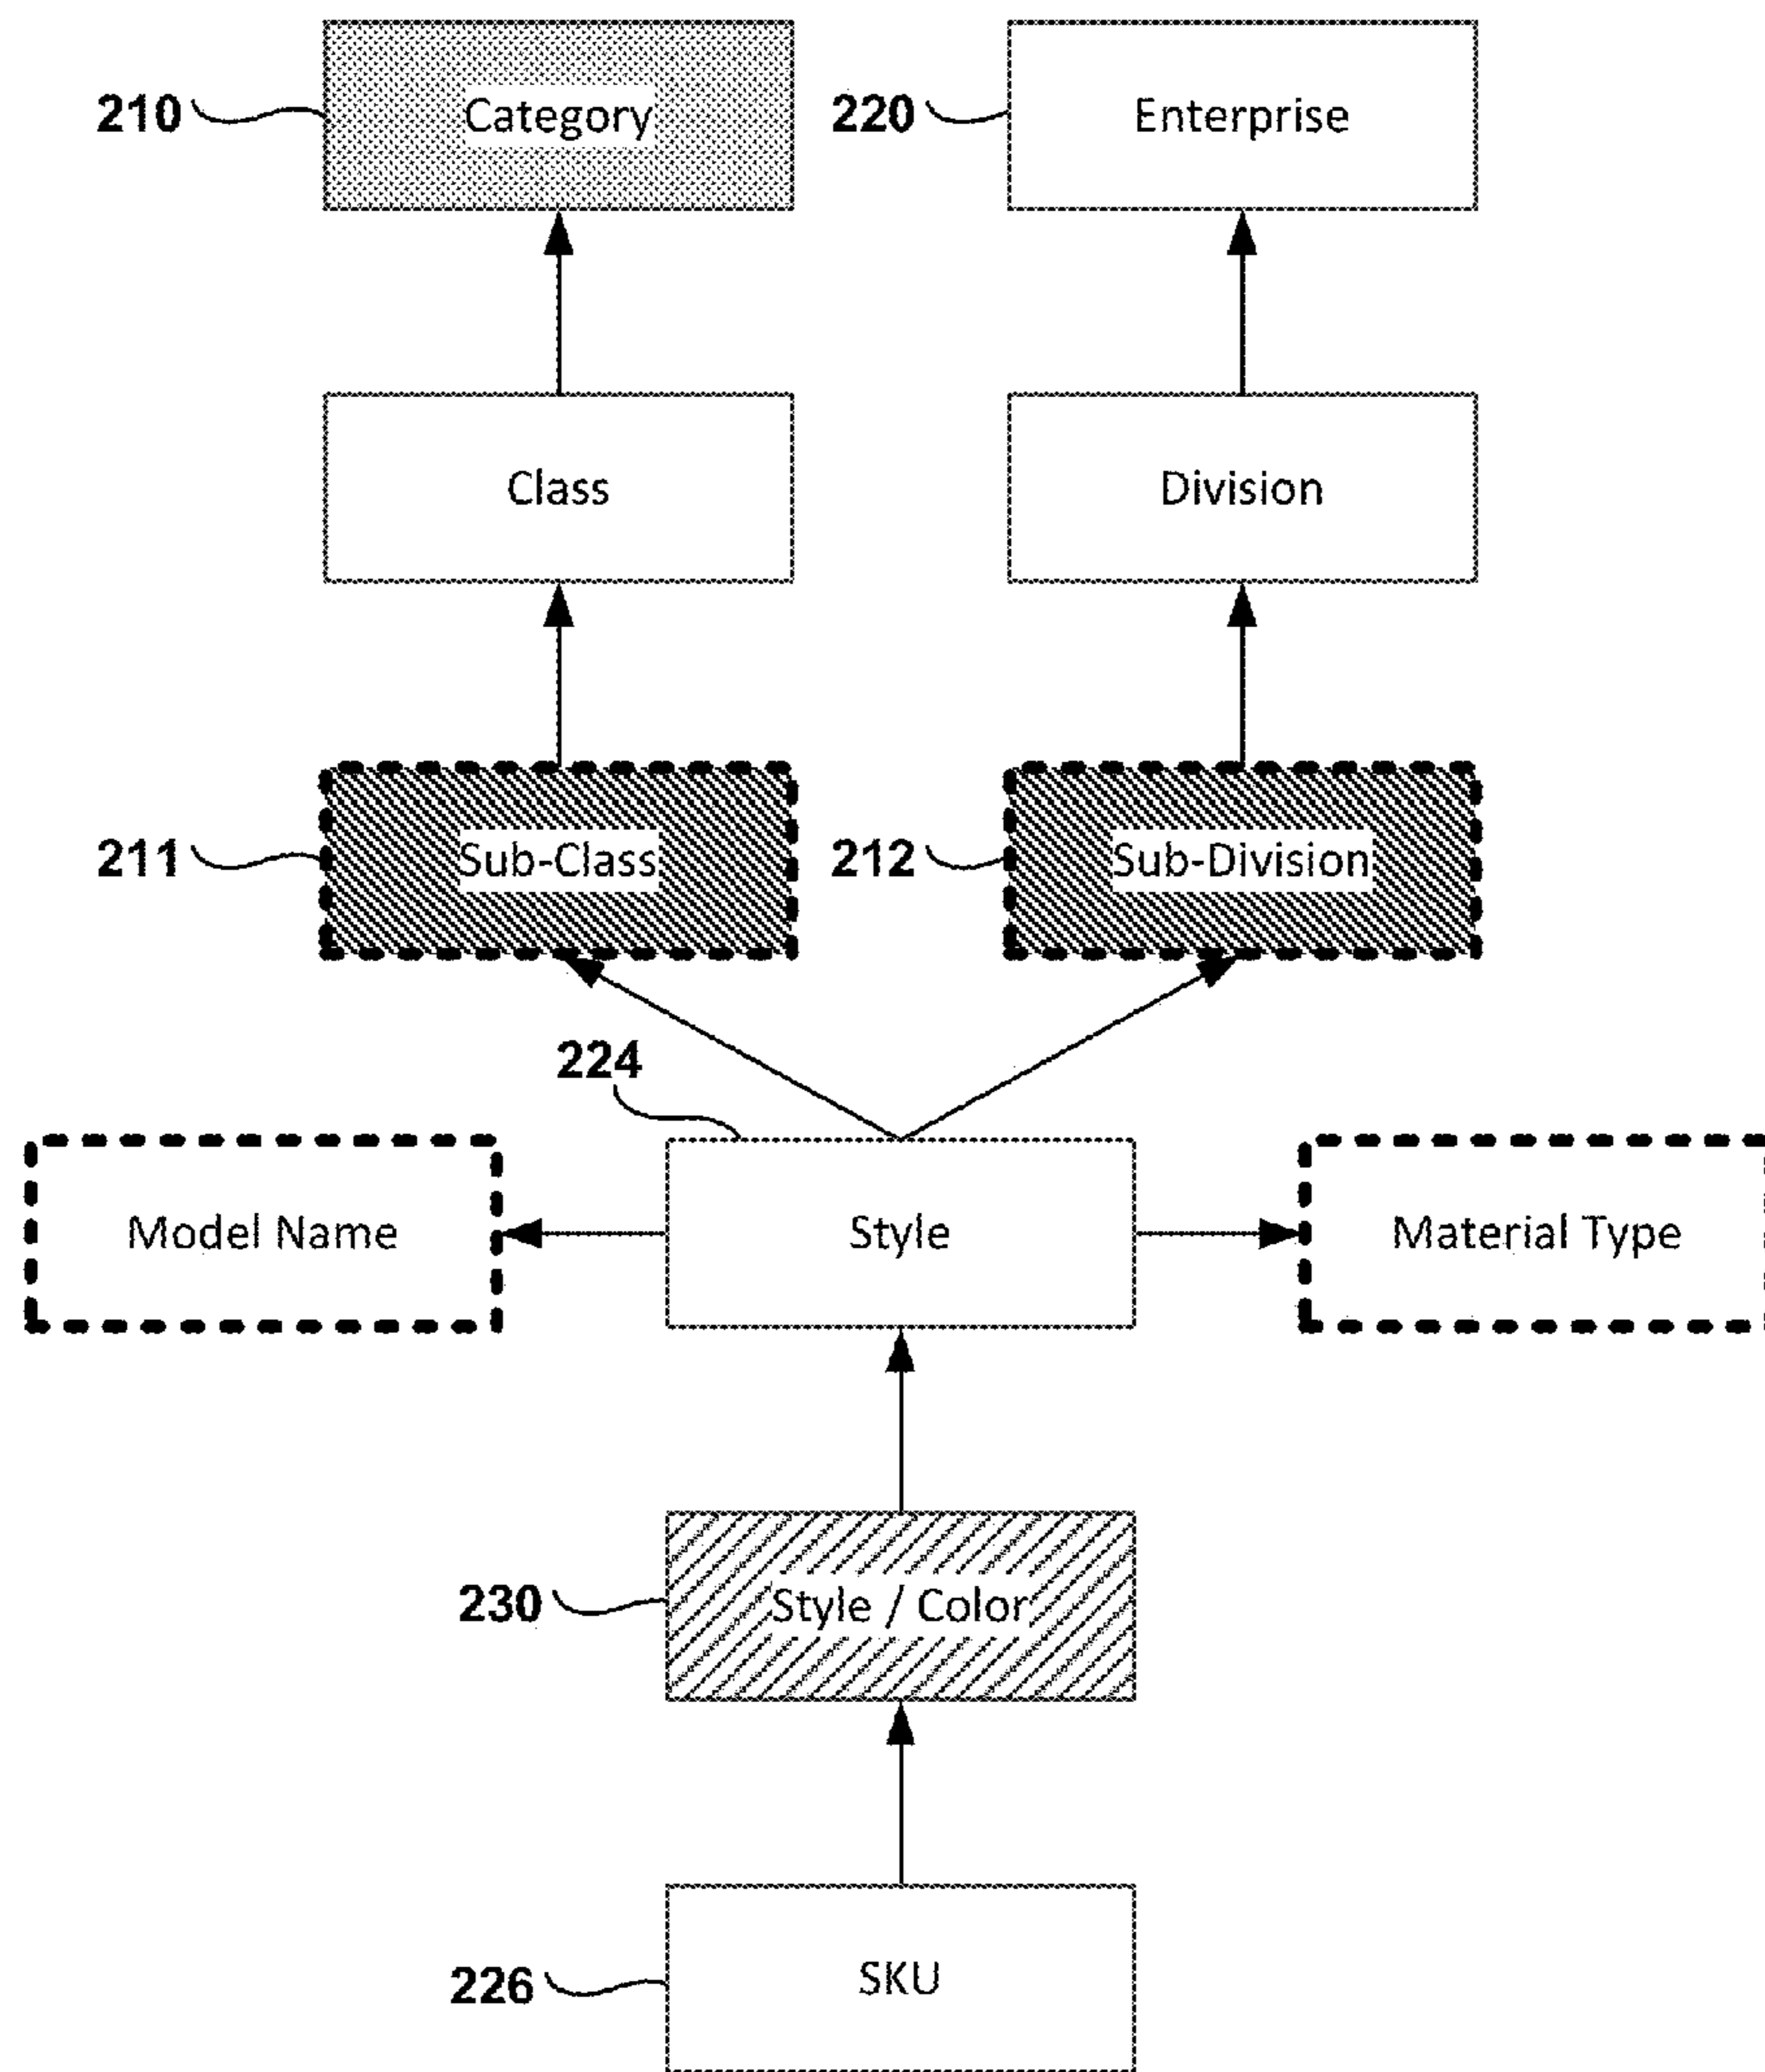 210 Category
220 Enterprise
Class
Division
211 Sub-Class
212 Sub-Division
224
Model Name
Style
Material Type
230 Style / Color
226 SKU